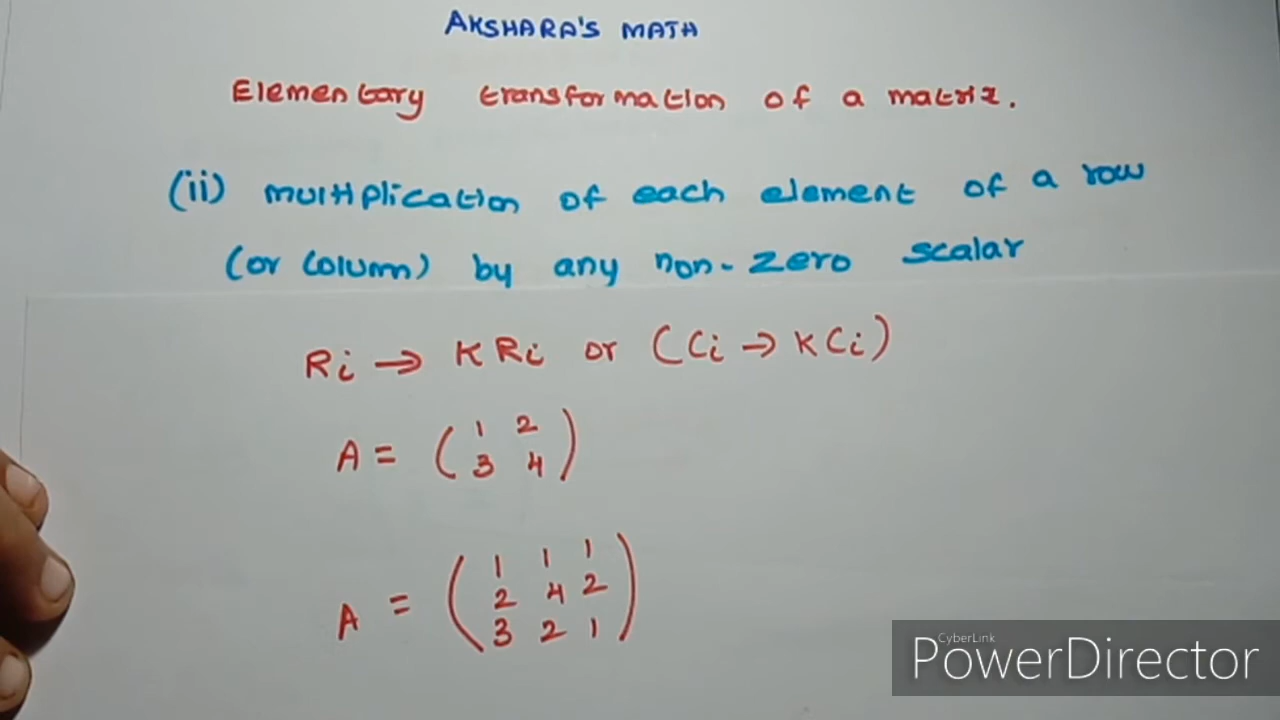 AKSHARA'S MATH
Elementary transformation of a matrix.
(ii) multiplication of each element of a row
(or column) by any non-zero scalar
Ri → KRi or (Ci → KCi)
A = ( 1 2
3 4 )
A = ( 1 1 1
2 4 2
3 2 1 )
CyberLink
PowerDirector